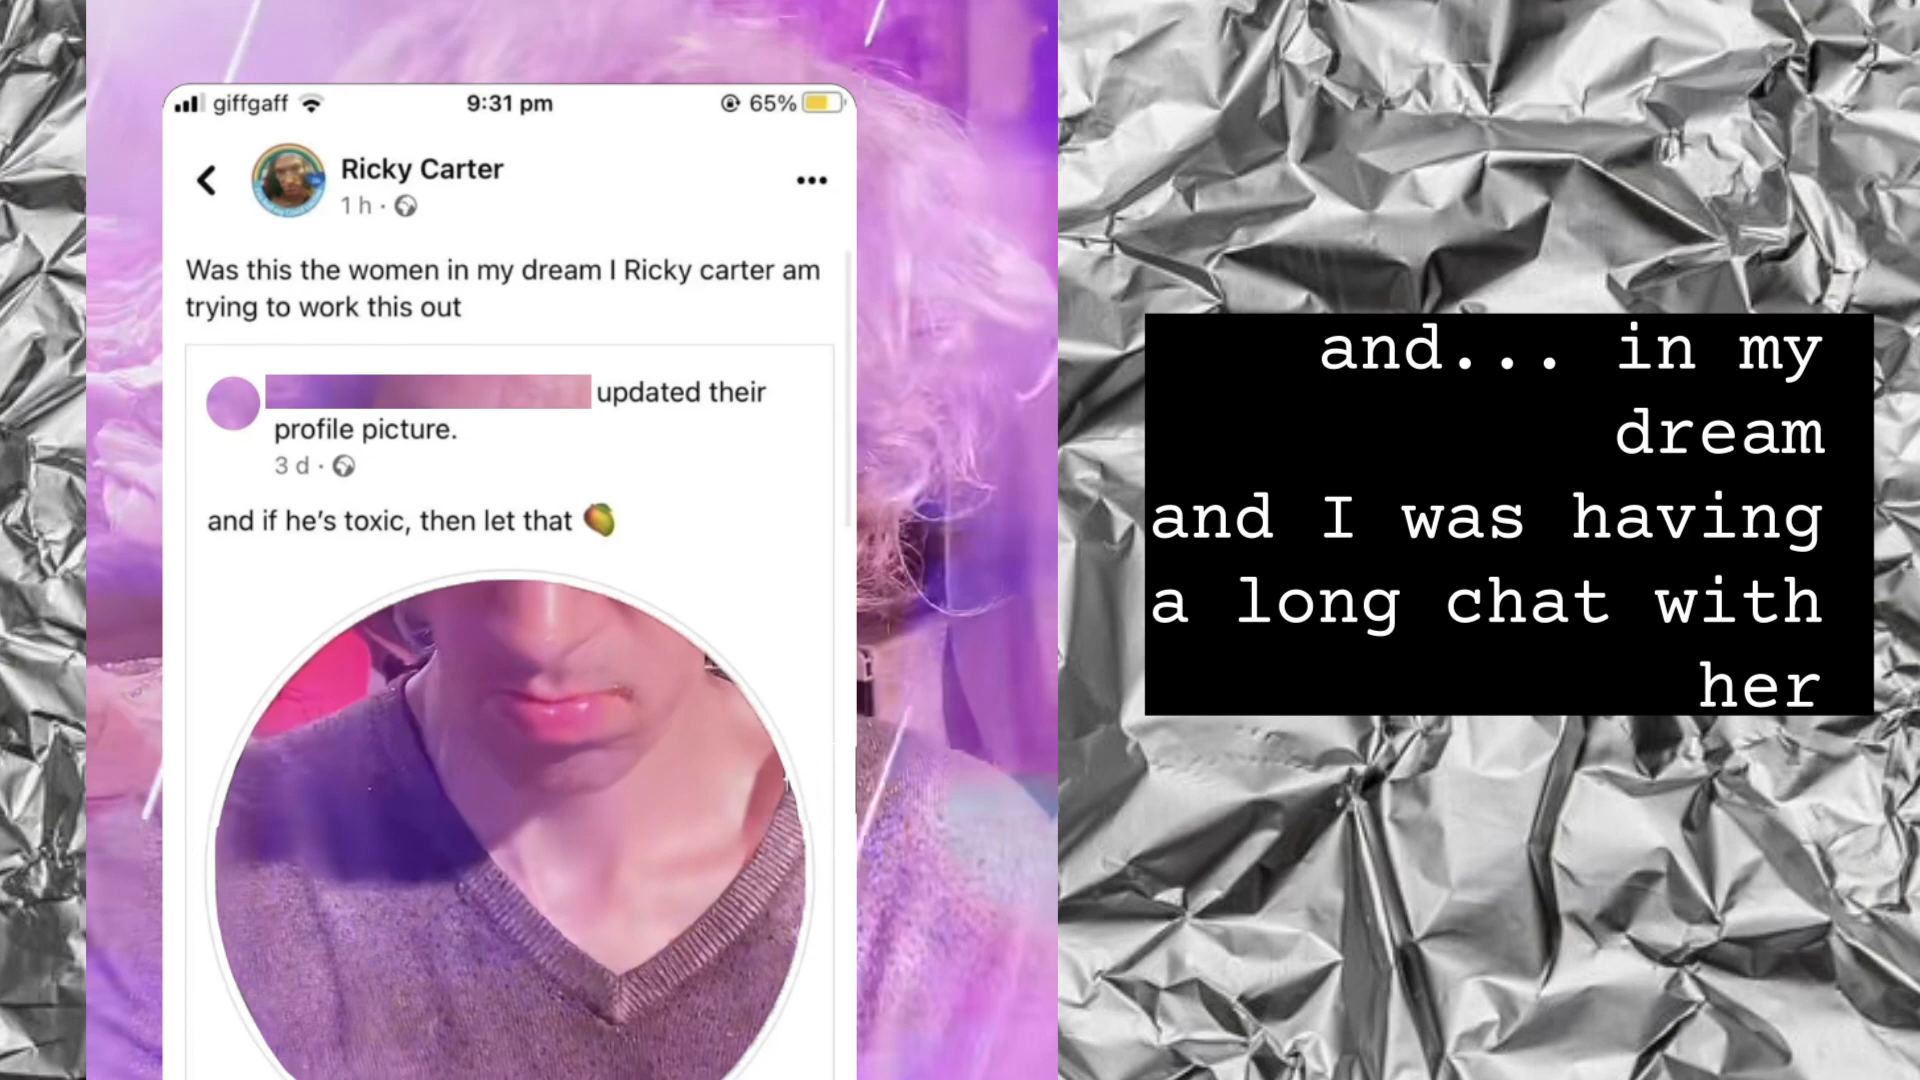 giffgaff
9:31 pm
65%
Ricky Carter
1 h ·
Was this the women in my dream I Ricky carter am
trying to work this out
updated their
profile picture.
3 d ·
and if he's toxic, then let that 🥭
and... in my
dream
and I was having
a long chat with
her